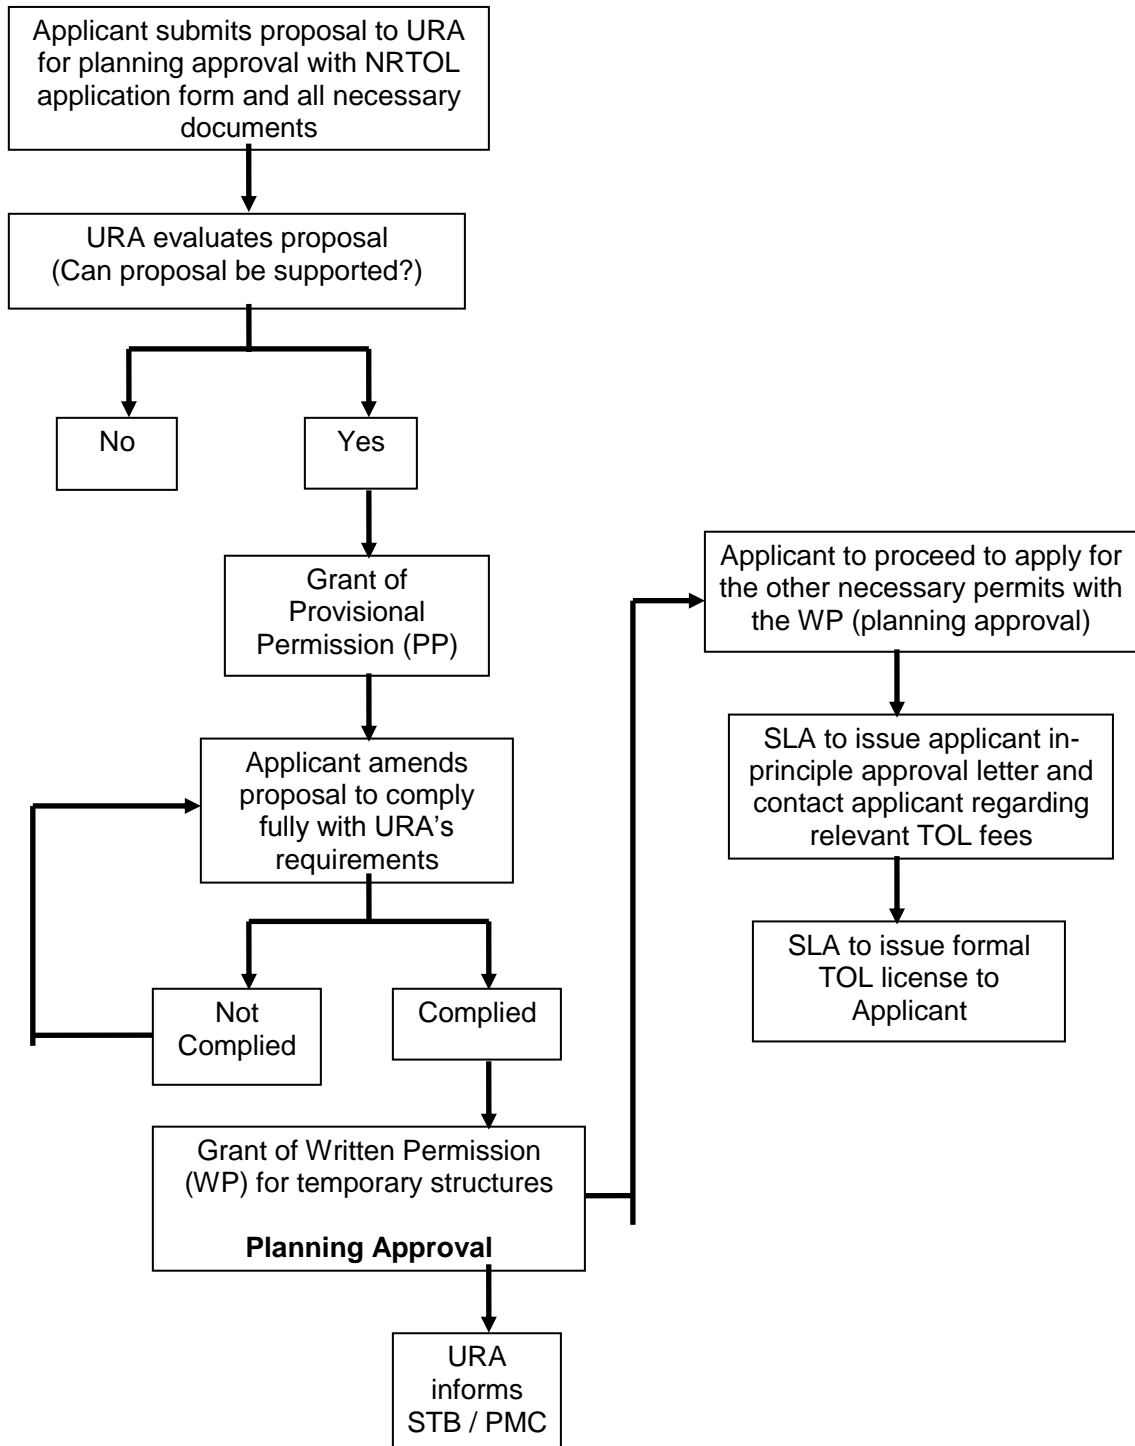 Applicant submits proposal to URA
for planning approval with NRTOL
application form and all necessary
documents
URA evaluates proposal
(Can proposal be supported?)
No
Yes
Grant of
Provisional
Permission (PP)
Applicant amends
proposal to comply
fully with URA’s
requirements
Not
Complied
Complied
Grant of Written Permission
(WP) for temporary structures
Planning Approval
URA
informs
STB / PMC
Applicant to proceed to apply for
the other necessary permits with
the WP (planning approval)
SLA to issue applicant in-
principle approval letter and
contact applicant regarding
relevant TOL fees
SLA to issue formal
TOL license to
Applicant